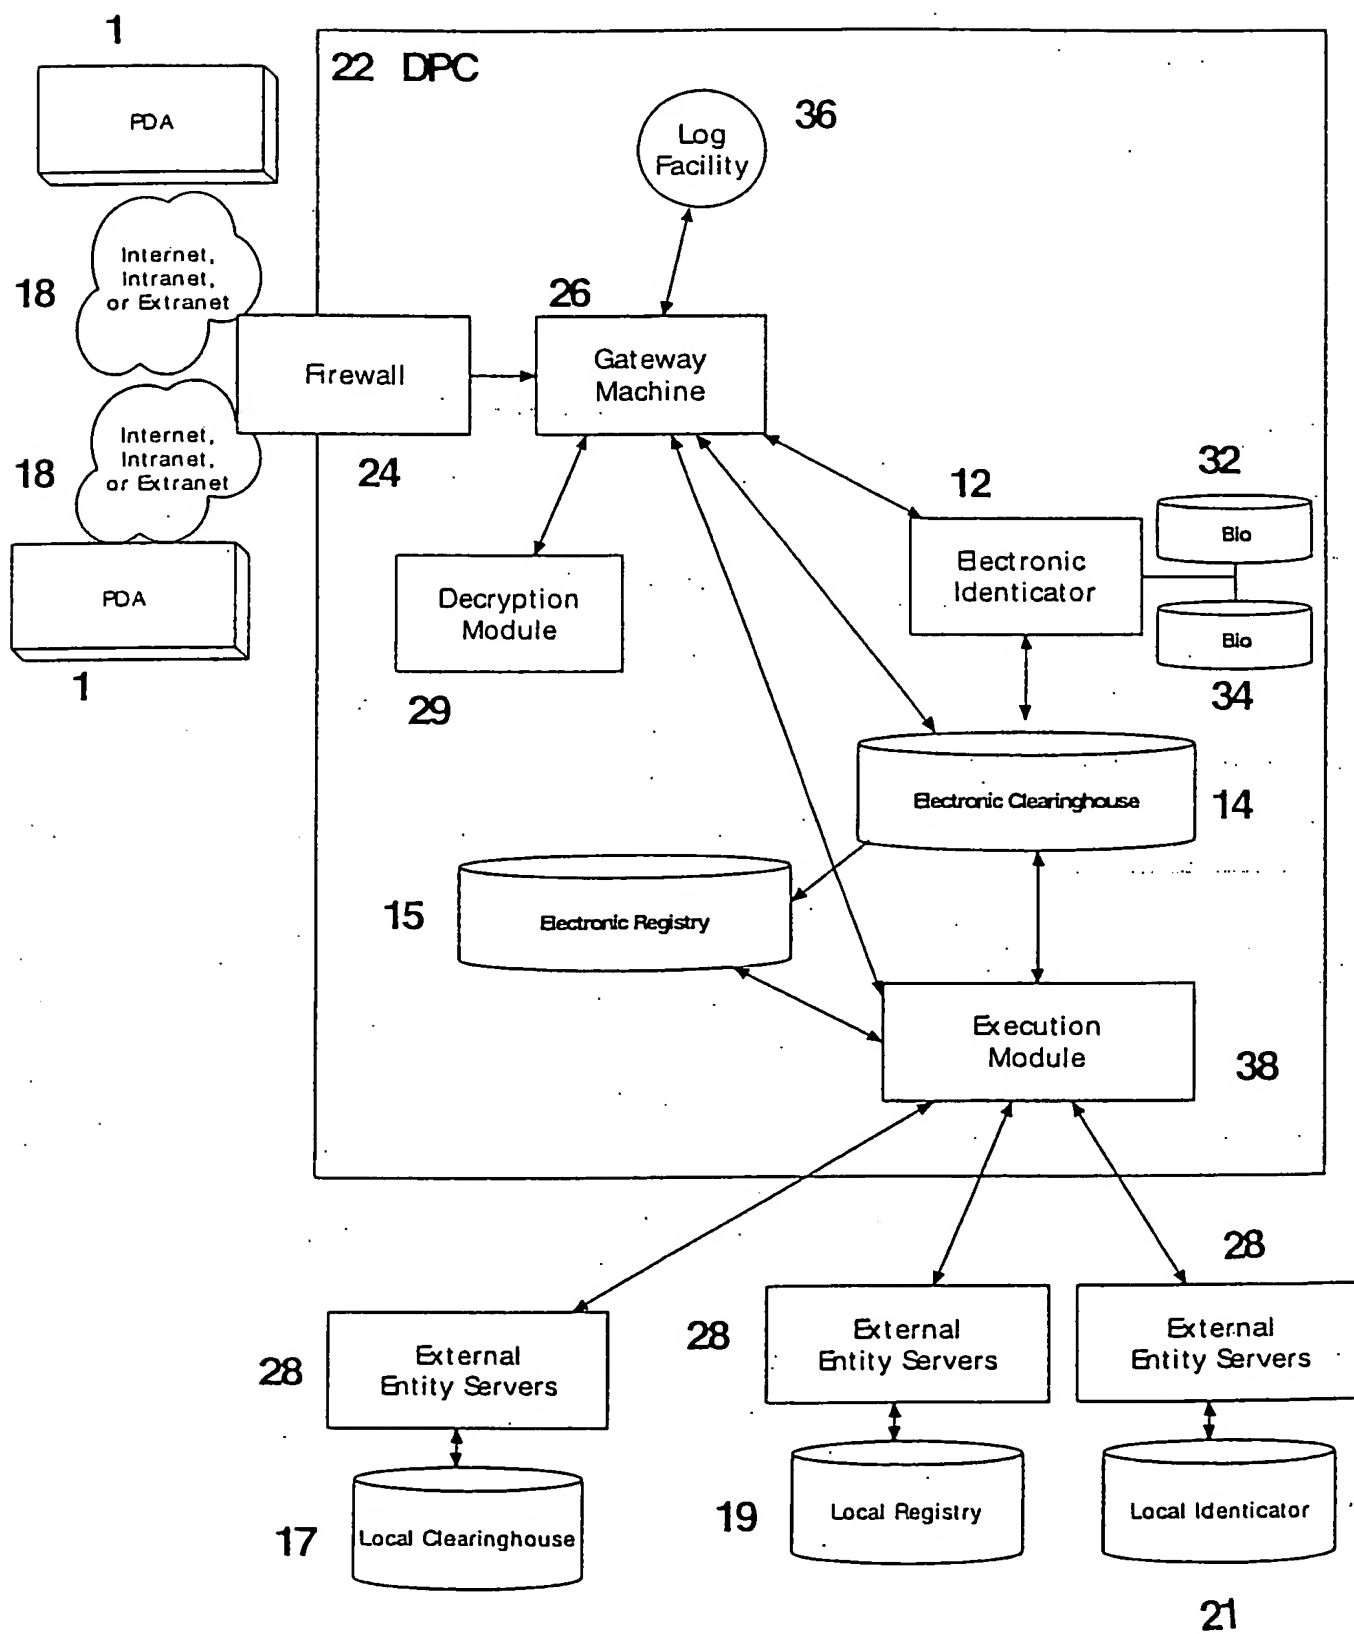 1
22 DPC
PDA
36
Log
Facility
Internet,
Intranet,
or Extranet
18
26
Firewall
Gateway
Machine
Internet,
Intranet,
or Extranet
18
24
12
32
Bio
Electronic
Identicator
PDA
Decryption
Module
Bio
1
29
34
Electronic Clearinghouse
14
15
Electronic Registry
Execution
Module
38
28
28
External
Entity Servers
External
Entity Servers
28
External
Entity Servers
19
Local Registry
Local Identicator
17
Local Clearinghouse
21